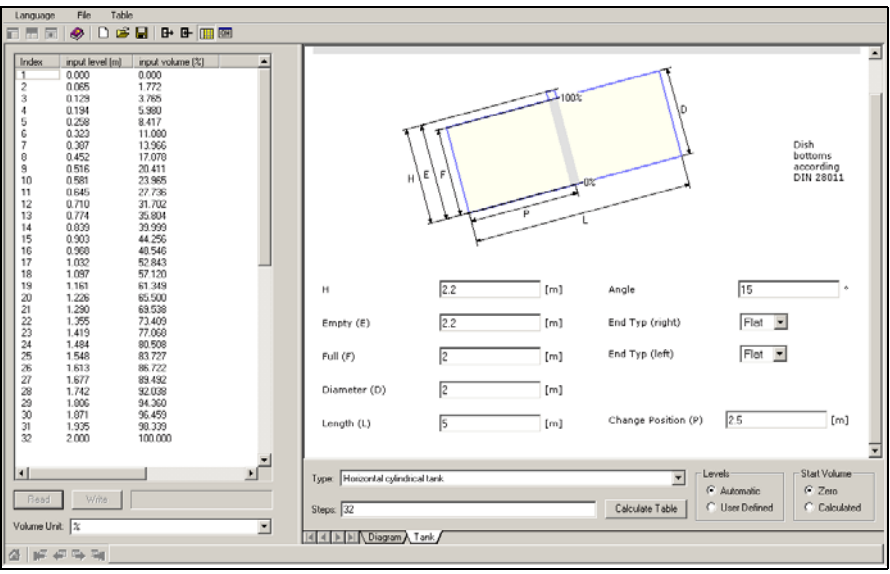 Language File Table
Index input level (m) input volume (%)
1 0.000 0.000
2 0.065 1.772
3 0.129 3.765
4 0.194 5.980
5 0.258 8.417
6 0.323 11.080
7 0.387 13.966
8 0.452 17.078
9 0.516 20.411
10 0.581 23.965
11 0.645 27.736
12 0.710 31.702
13 0.774 35.804
14 0.839 39.999
15 0.903 44.256
16 0.968 48.546
17 1.032 52.843
18 1.097 57.120
19 1.161 61.349
20 1.226 65.500
21 1.290 69.538
22 1.355 73.409
23 1.419 77.068
24 1.484 80.508
25 1.548 83.727
26 1.613 86.722
27 1.677 89.492
28 1.742 92.038
29 1.806 94.360
30 1.871 96.459
31 1.935 98.339
32 2.000 100.000
Read Write
Volume Unit: %
100%
D
H E F
0%
P
L
Dish
bottoms
according
DIN 28011
H 2.2 [m] Angle 15 °
Empty (E) 2.2 [m] End Typ (right) Flat
Full (F) 2 [m] End Typ (left) Flat
Diameter (D) 2 [m]
Length (L) 5 [m] Change Position (P) 2.5 [m]
Type: Horizontal cylindrical tank
Steps: 32 Calculate Table
Levels
Automatic
User Defined
Start Volume
Zero
Calculated
Diagram Tank